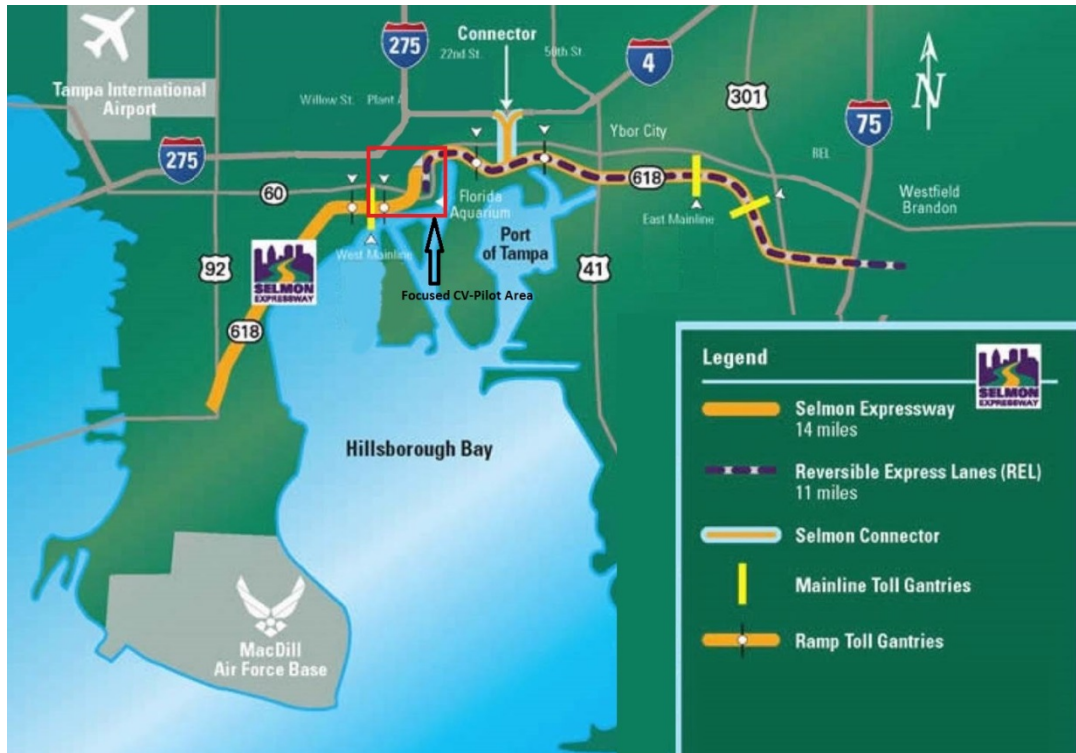 Tampa International
Airport
275
Connector
22nd St.
50th St.
4
N
Willow St.
Plant A
301
75
Ybor City
REL
275
60
618
Westfield
Brandon
Florida
Aquarium
East Mainline
West Mainline
Port
of Tampa
92
SELMON
EXPRESSWAY
41
Focused CV-Pilot Area
618
Hillsborough Bay
MacDill
Air Force Base
Legend
SELMON
EXPRESSWAY
Selmon Expressway
14 miles
Reversible Express Lanes (REL)
11 miles
Selmon Connector
Mainline Toll Gantries
Ramp Toll Gantries